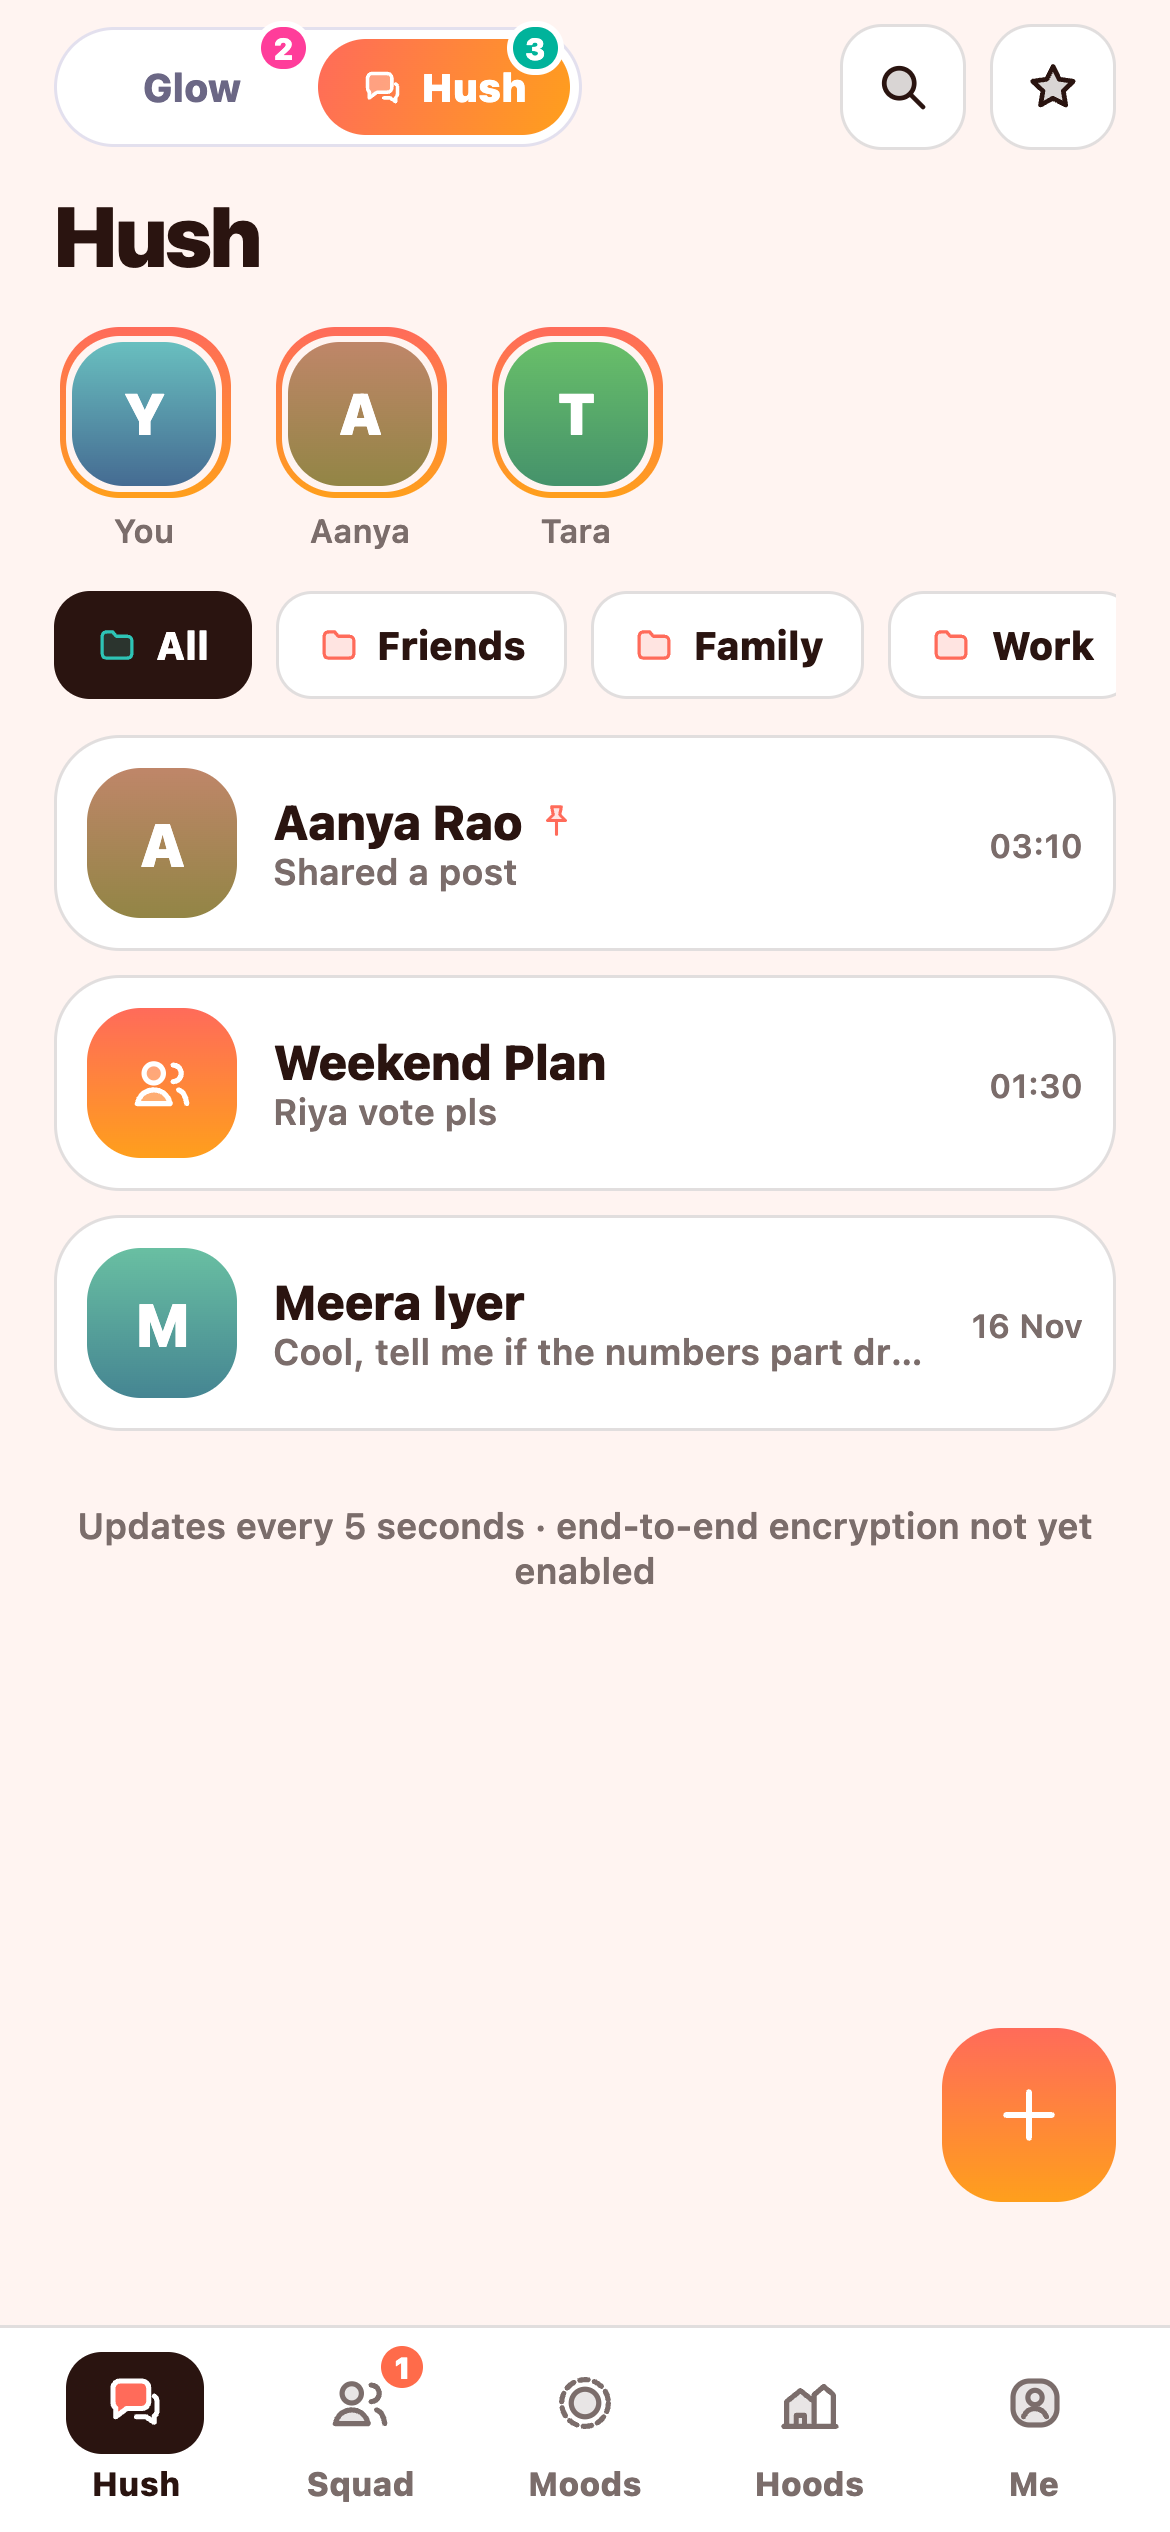 Glow
2
Hush
3
Hush
Y
A
T
You
Aanya
Tara
All
Friends
Family
Work
A
Aanya Rao
03:10
Shared a post
Weekend Plan
01:30
Riya vote pls
M
Meera Iyer
16 Nov
Cool, tell me if the numbers part dr...
Updates every 5 seconds · end-to-end encryption not yet
enabled
1
Hush
Squad
Moods
Hoods
Me